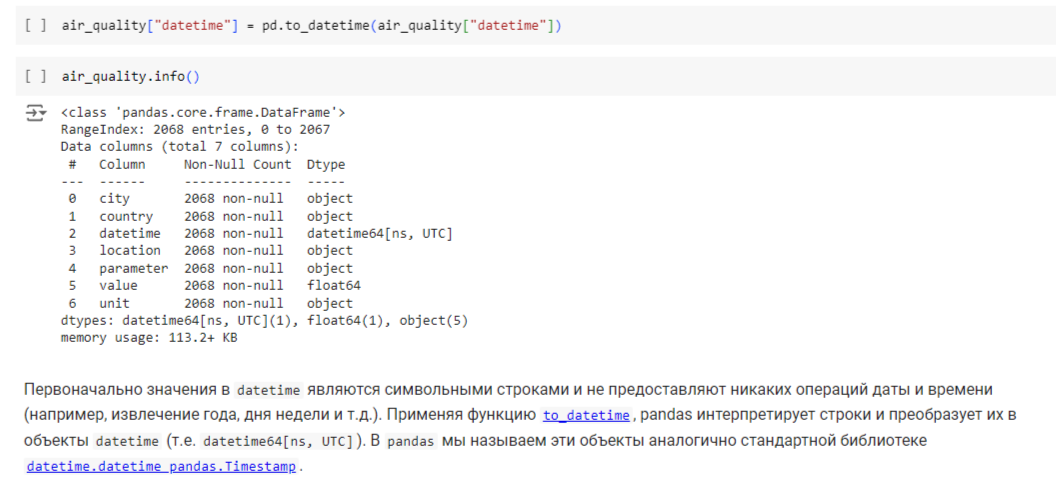 [ ] air_quality["datetime"] = pd.to_datetime(air_quality["datetime"])
[ ] air_quality.info()
<class 'pandas.core.frame.DataFrame'>
RangeIndex: 2068 entries, 0 to 2067
Data columns (total 7 columns):
 #   Column     Non-Null Count  Dtype
---  ------     --------------  -----
 0   city       2068 non-null   object
 1   country    2068 non-null   object
 2   datetime   2068 non-null   datetime64[ns, UTC]
 3   location   2068 non-null   object
 4   parameter  2068 non-null   object
 5   value      2068 non-null   float64
 6   unit       2068 non-null   object
dtypes: datetime64[ns, UTC](1), float64(1), object(5)
memory usage: 113.2+ KB
Первоначально значения в datetime являются символьными строками и не предоставляют никаких операций даты и времени
(например, извлечение года, дня недели и т.д.). Применяя функцию to_datetime, pandas интерпретирует строки и преобразует их в
объекты datetime (т.е. datetime64[ns, UTC]). В pandas мы называем эти объекты аналогично стандартной библиотеке
datetime.datetime pandas.Timestamp.